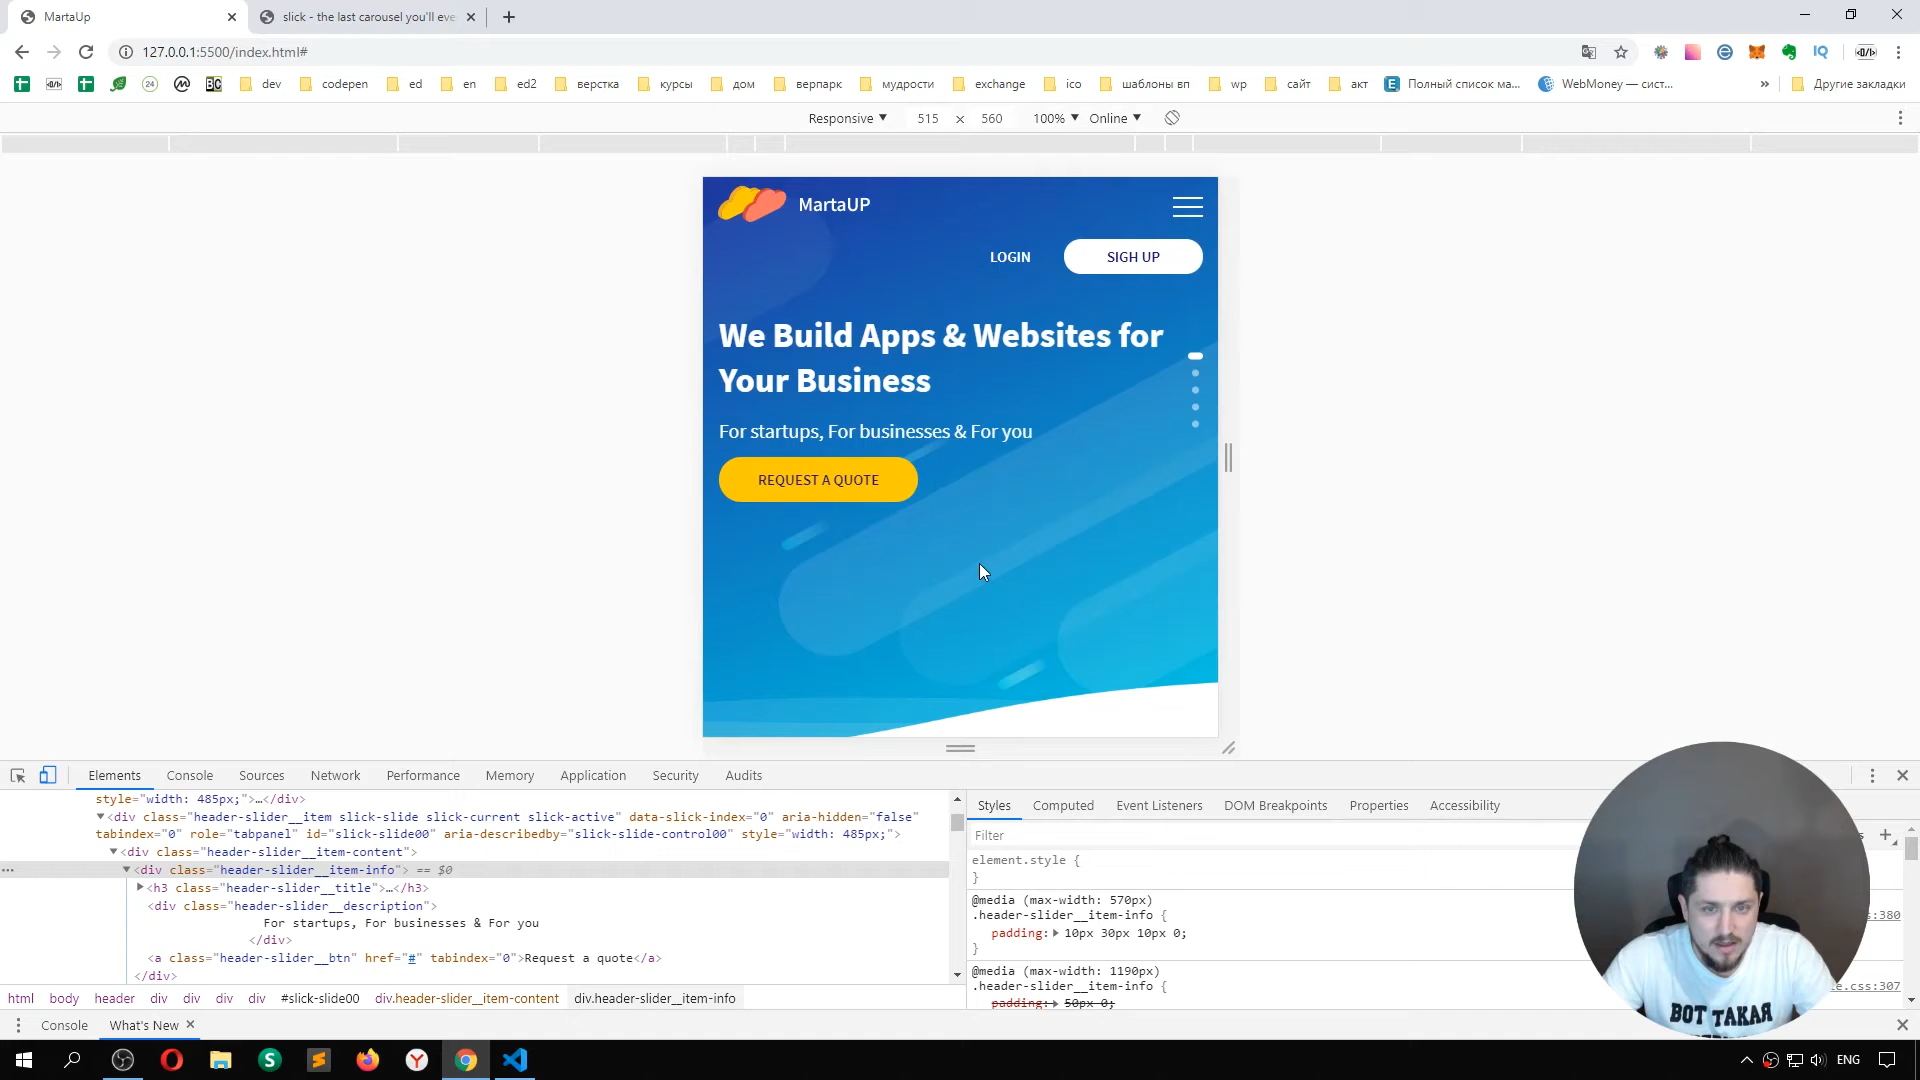 MartaUp
slick - the last carousel you'll eve
127.0.0.1:5500/index.html#
24
BC
dev
codepen
ed
en
ed2
верстка
курсы
дом
верпарк
мудрости
exchange
ico
шаблоны вп
wp
сайт
акт
Полный список ма...
WebMoney — сист...
»
Другие закладки
IQ
Responsive
515 × 560
100%
Online
MartaUP
LOGIN
SIGH UP
We Build Apps & Websites for
Your Business
For startups, For businesses & For you
REQUEST A QUOTE
Elements
Console
Sources
Network
Performance
Memory
Application
Security
Audits
style="width: 485px;">…</div>
<div class="header-slider__item slick-slide slick-current slick-active" data-slick-index="0" aria-hidden="false"
tabindex="0" role="tabpanel" id="slick-slide00" aria-describedby="slick-slide-control00" style="width: 485px;">
<div class="header-slider__item-content">
<div class="header-slider__item-info"> == $0
<h3 class="header-slider__title">…</h3>
<div class="header-slider__description">
For startups, For businesses & For you
</div>
<a class="header-slider__btn" href="#" tabindex="0">Request a quote</a>
</div>
html
body
header
div
div
div
div
#slick-slide00
div.header-slider__item-content
div.header-slider__item-info
Styles
Computed
Event Listeners
DOM Breakpoints
Properties
Accessibility
Filter
element.style {
}
@media (max-width: 570px)
.header-slider__item-info {
s:380
padding: 10px 30px 10px 0;
}
@media (max-width: 1190px)
.header-slider__item-info {
e.css:307
padding: 50px 0;
ВОТ ТАКАЯ
Console
What's New
ENG